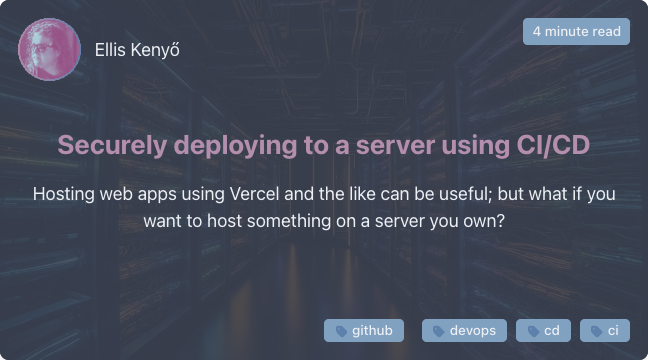 Ellis Kenyő
4 minute read
Securely deploying to a server using CI/CD
Hosting web apps using Vercel and the like can be useful; but what if you
want to host something on a server you own?
github
devops
cd
ci